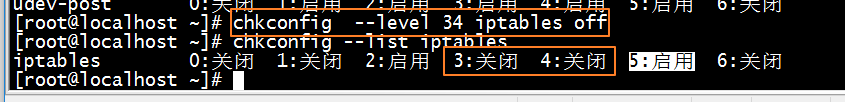 udev-post 0:关闭 1:启用 2:启用 3:启用 4:启用 5:启用 6:关闭
[root@localhost ~]# chkconfig --level 34 iptables off
[root@localhost ~]# chkconfig --list iptables
iptables 0:关闭 1:关闭 2:启用 3:关闭 4:关闭 5:启用 6:关闭
[root@localhost ~]#